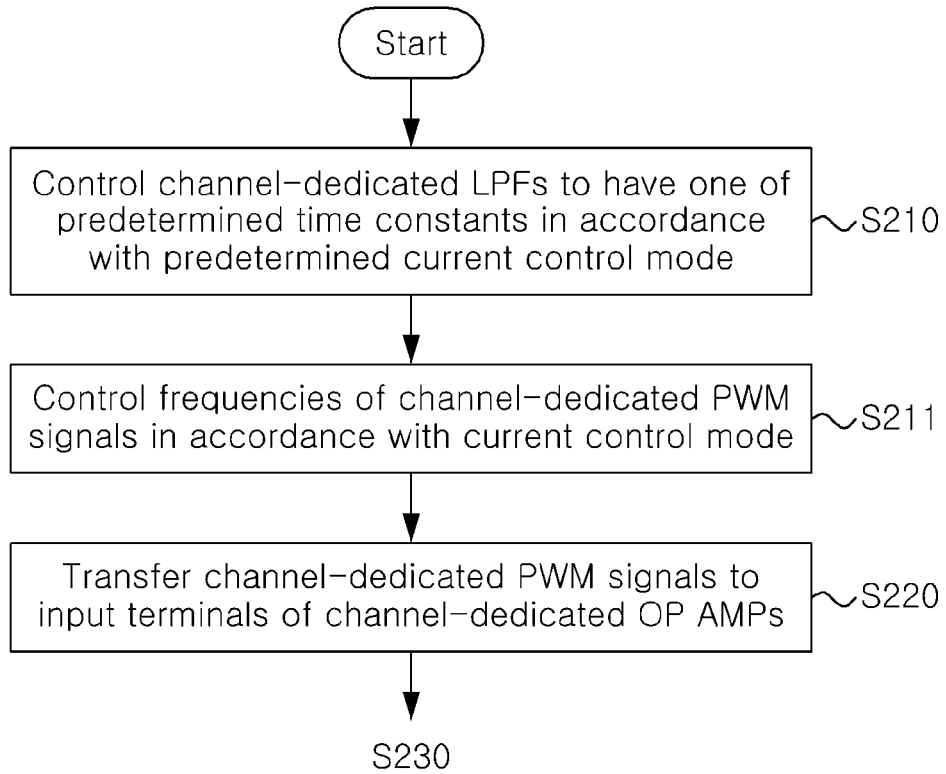 Start
Control channel-dedicated LPFs to have one of
predetermined time constants in accordance
with predetermined current control mode
S210
Control frequencies of channel-dedicated PWM
signals in accordance with current control mode
S211
Transfer channel-dedicated PWM signals to
input terminals of channel-dedicated OP AMPs
S220
S230